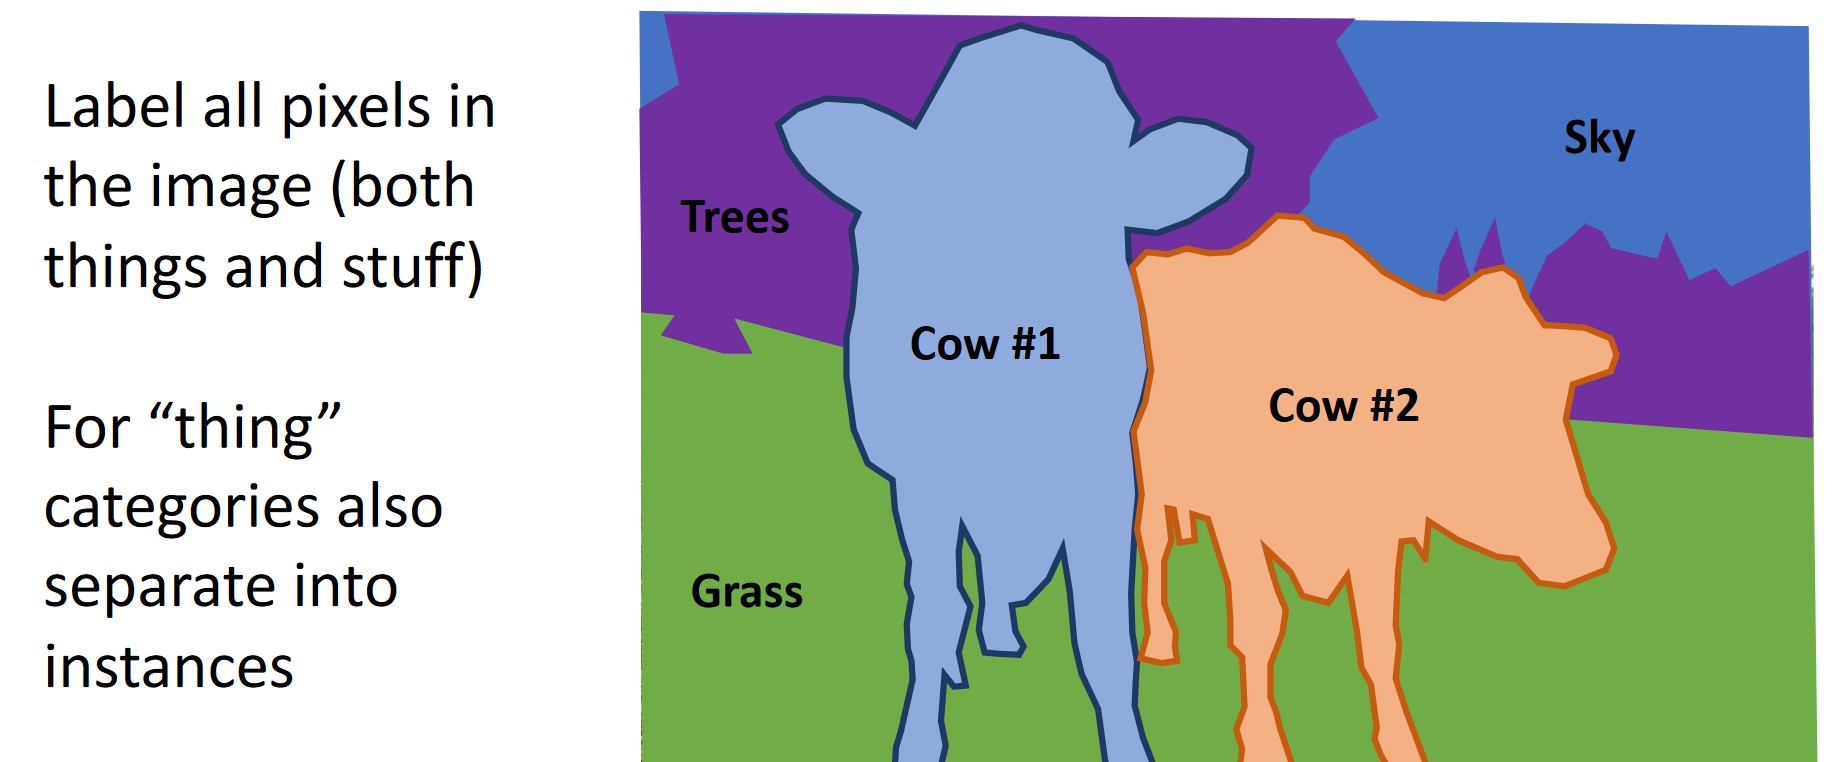 Label all pixels in
the image (both
things and stuff)
For “thing”
categories also
separate into
instances
Sky
Trees
Cow #1
Cow #2
Grass